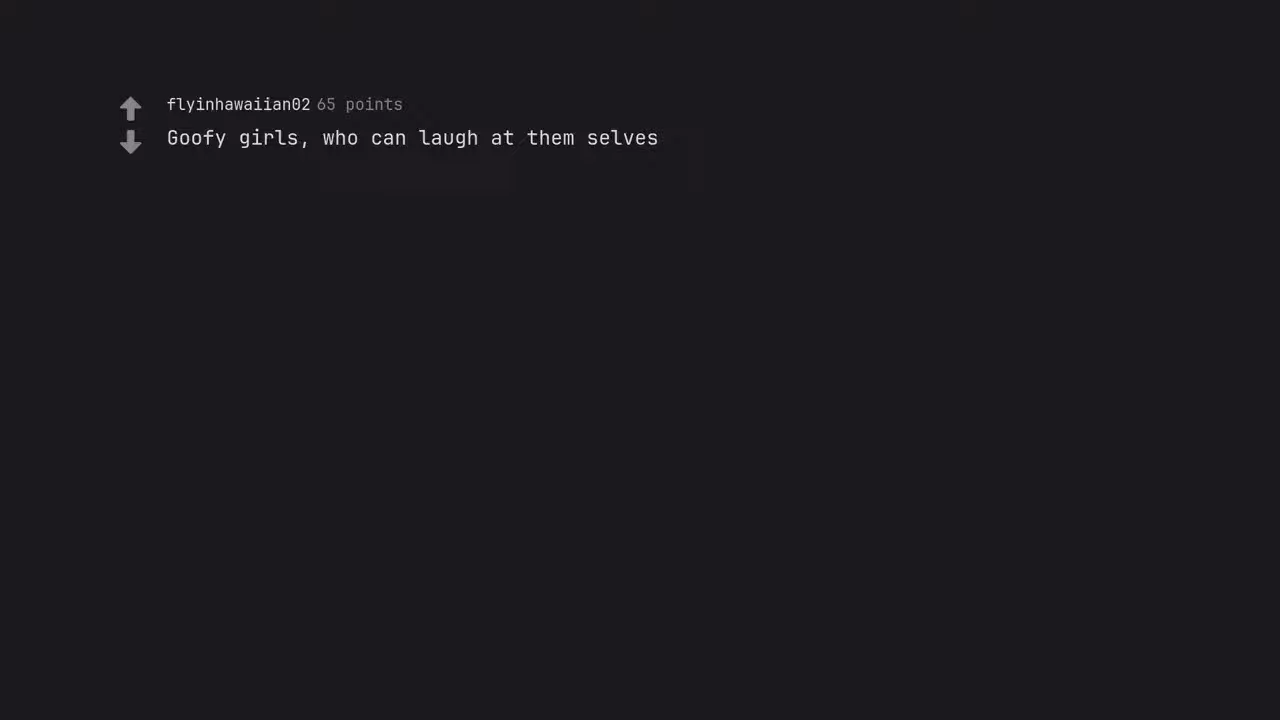 flyinhawaiian02 65 points
Goofy girls, who can laugh at them selves